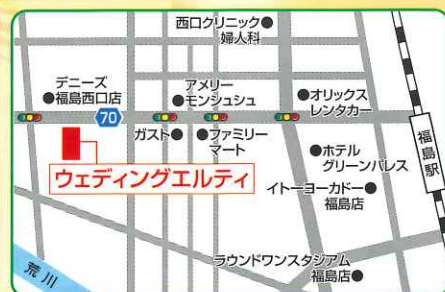 西口クリニック
婦人科
デニーズ
福島西口店
アメリー
モンシュシュ
オリックス
レンタカー
70
ガスト
ファミリー
マート
福島駅
ホテル
グリーンパレス
ウェディングエルティ
イトーヨーカドー
福島店
ラウンドワンスタジアム
福島店
荒川